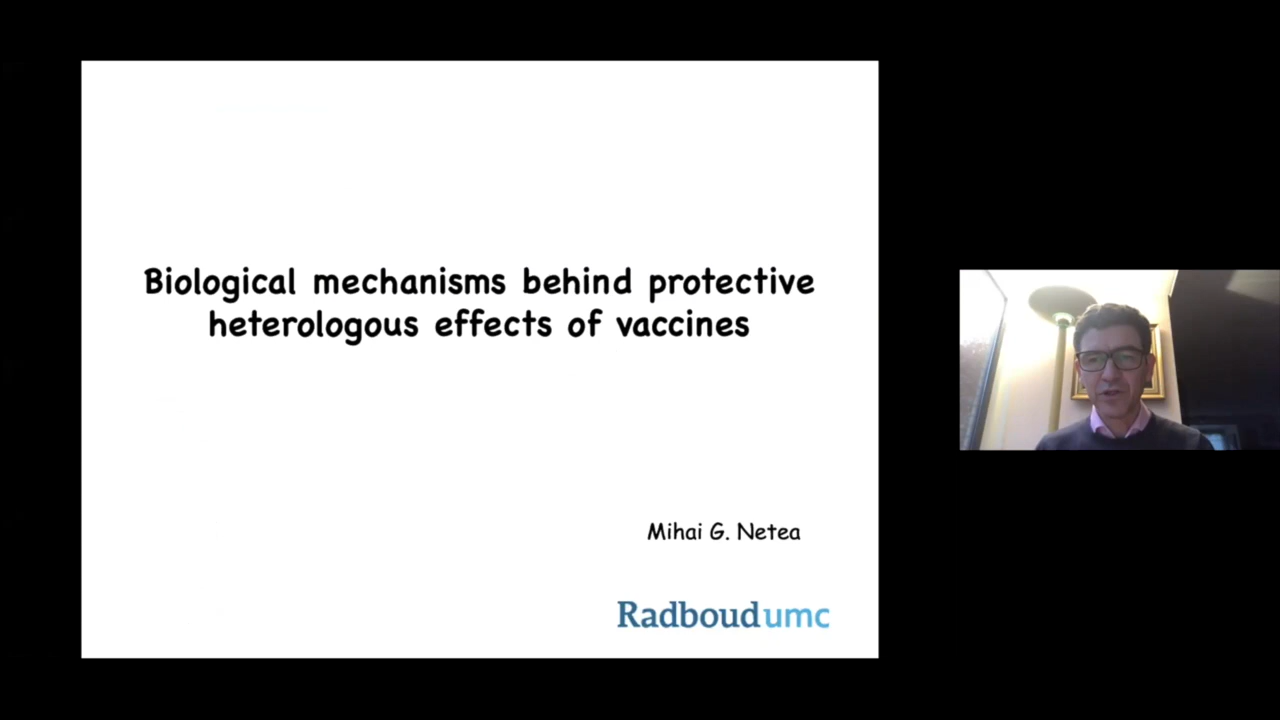 Biological mechanisms behind protective
heterologous effects of vaccines
Mihai G. Netea
Radboudumc